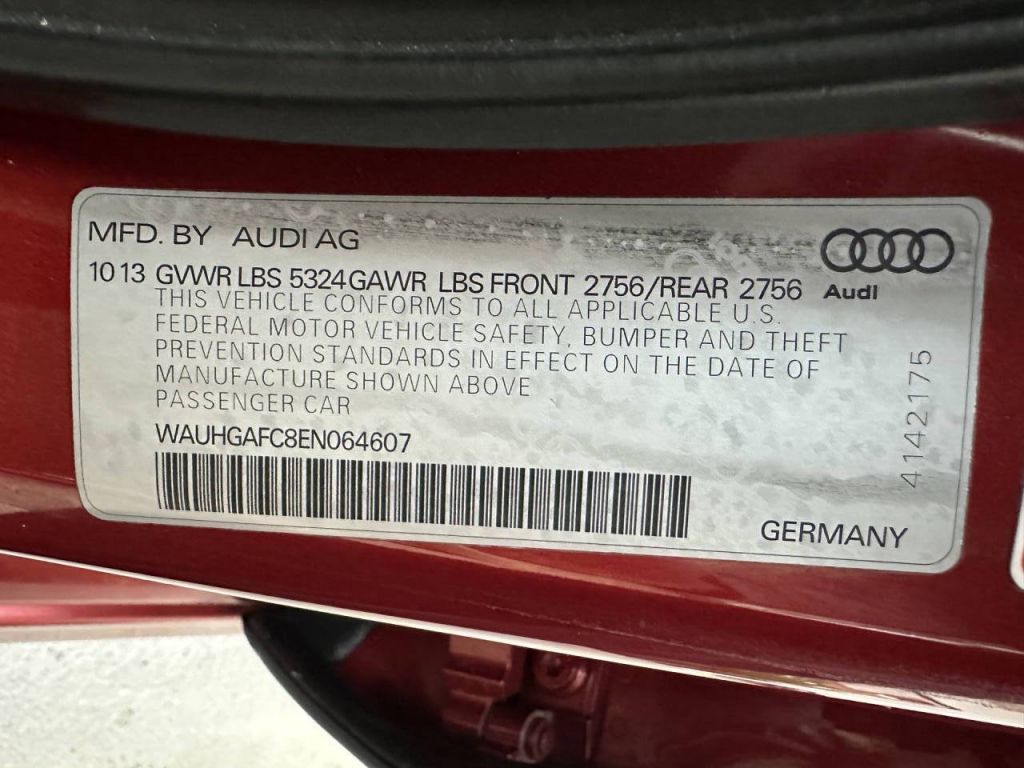 MFD. BY AUDI AG
10 13 GVWR LBS 5324 GAWR LBS FRONT 2756/REAR 2756
Audi
THIS VEHICLE CONFORMS TO ALL APPLICABLE U.S.
FEDERAL MOTOR VEHICLE SAFETY, BUMPER AND THEFT
PREVENTION STANDARDS IN EFFECT ON THE DATE OF
MANUFACTURE SHOWN ABOVE
PASSENGER CAR
WAUHGAFC8EN064607
4142175
GERMANY